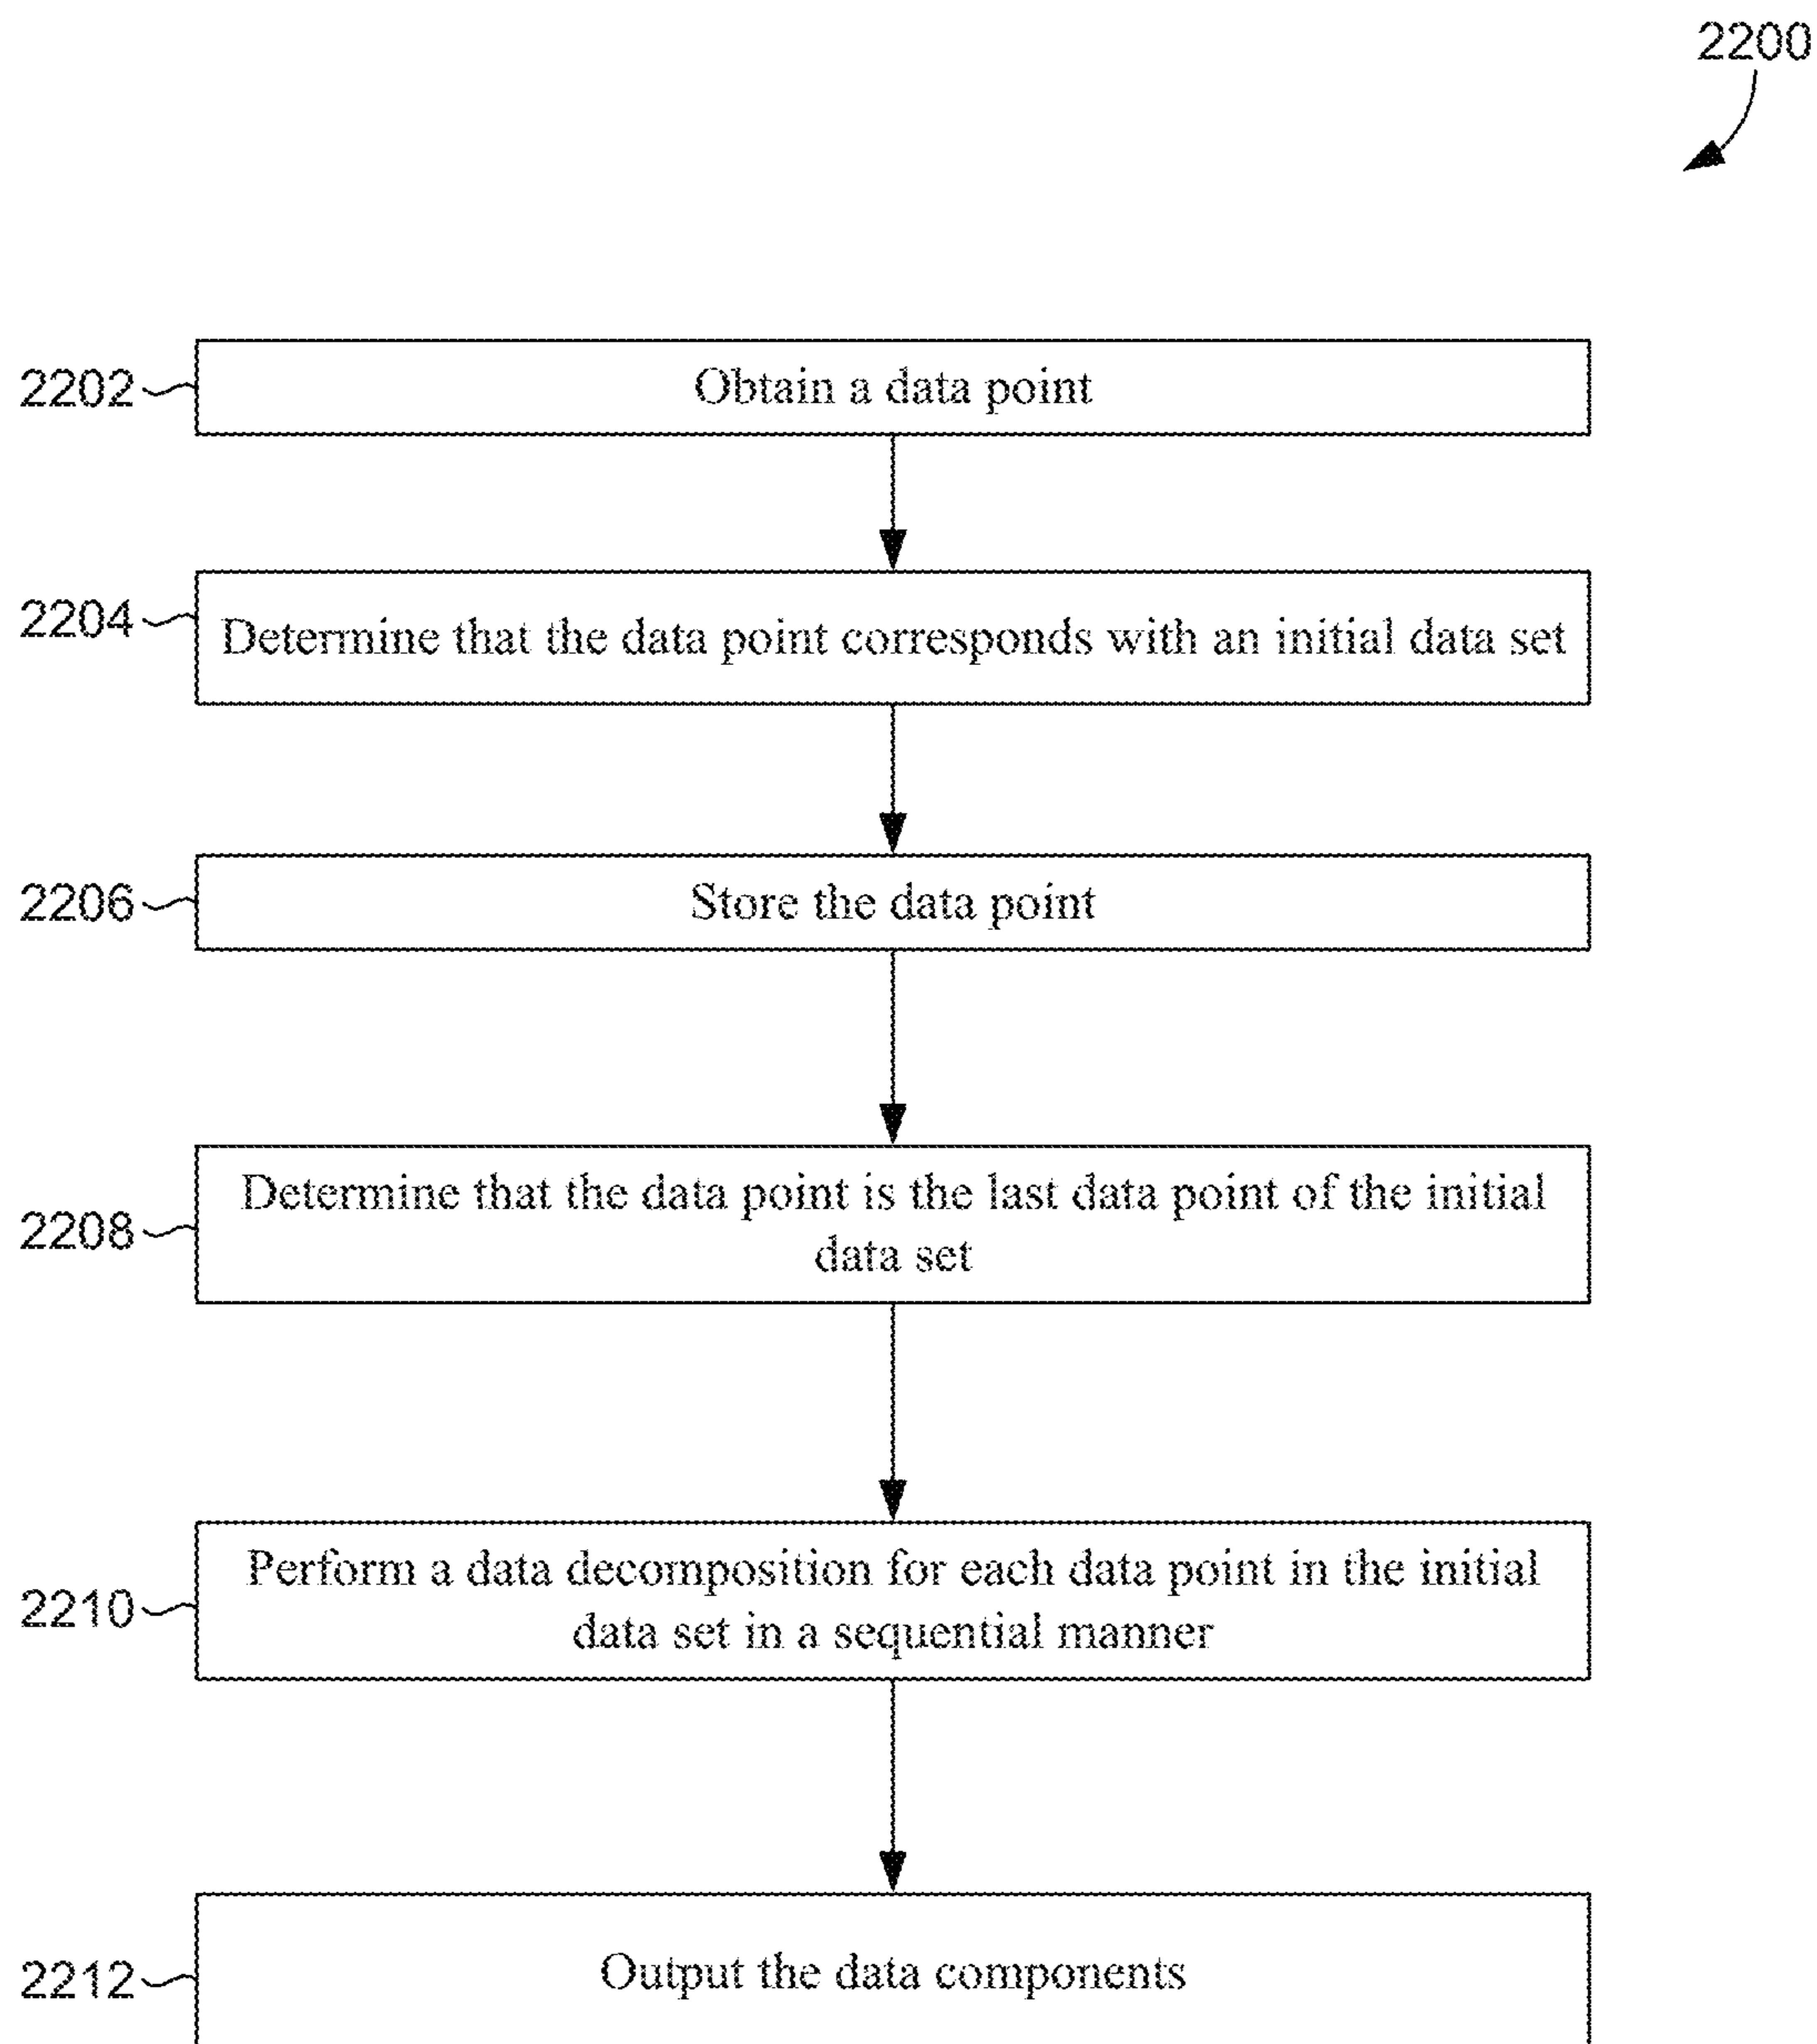 2200
2202
Obtain a data point
2204
Determine that the data point corresponds with an initial data set
2206
Store the data point
2208
Determine that the data point is the last data point of the initial
data set
2210
Perform a data decomposition for each data point in the initial
data set in a sequential manner
2212
Output the data components